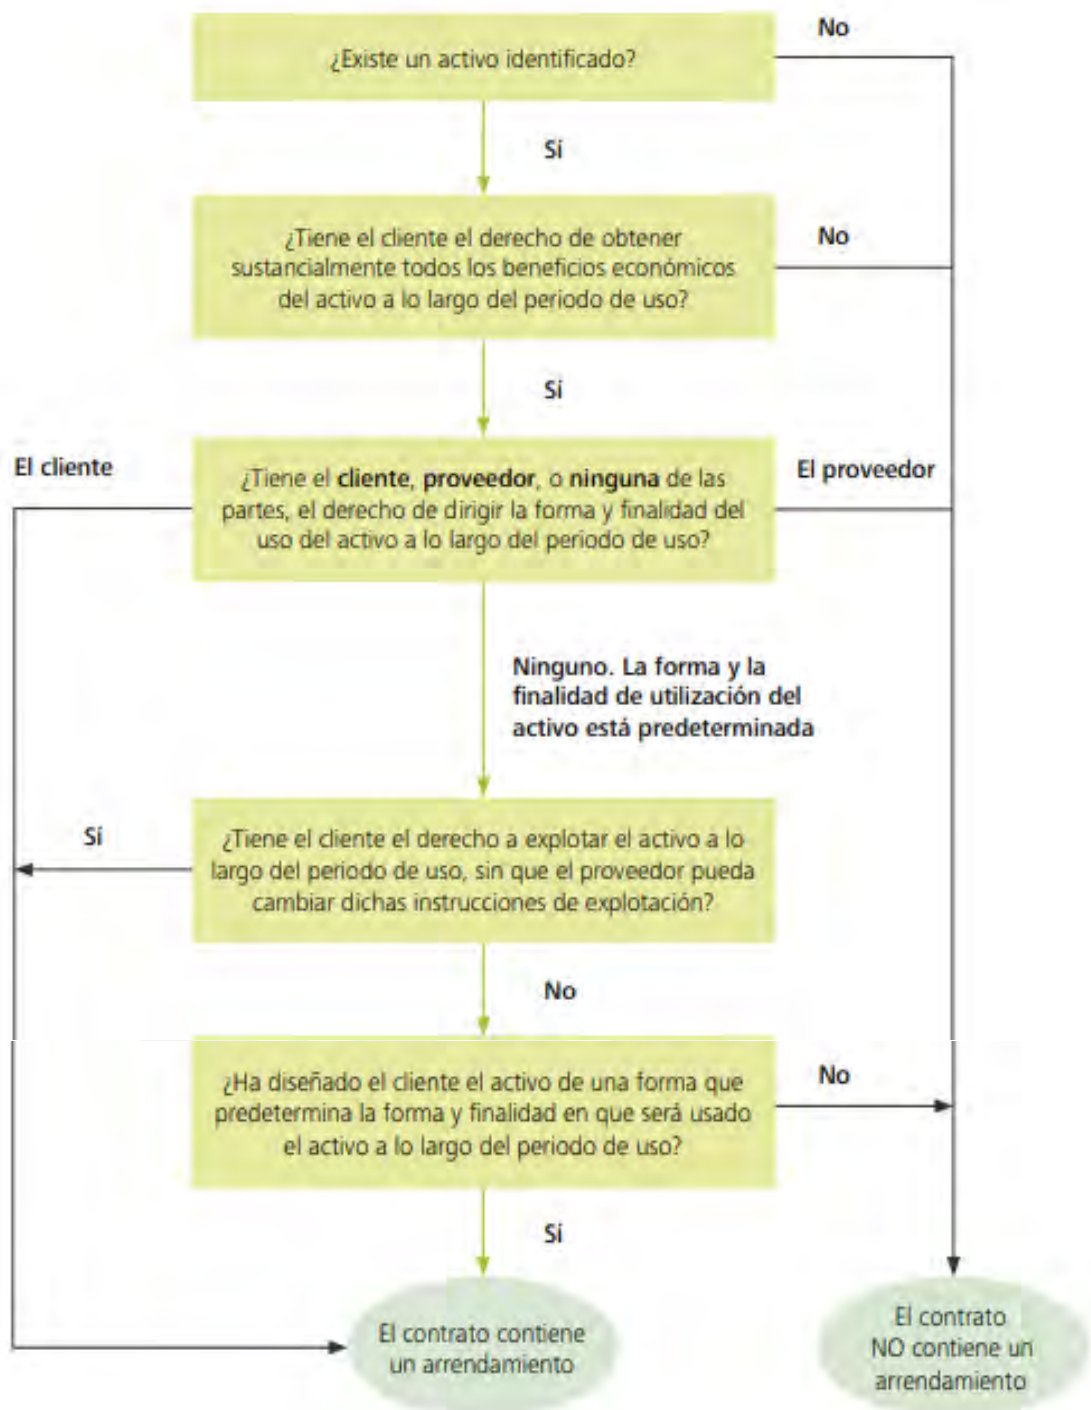 No
¿Existe un activo identificado?
Sí
¿Tiene el cliente el derecho de obtener
sustancialmente todos los beneficios económicos
del activo a lo largo del periodo de uso?
No
Sí
El cliente
¿Tiene el cliente, proveedor, o ninguna de las
partes, el derecho de dirigir la forma y finalidad del
uso del activo a lo largo del periodo de uso?
El proveedor
Ninguno. La forma y la
finalidad de utilización del
activo está predeterminada
Sí
¿Tiene el cliente el derecho a explotar el activo a lo
largo del periodo de uso, sin que el proveedor pueda
cambiar dichas instrucciones de explotación?
No
¿Ha diseñado el cliente el activo de una forma que
predetermina la forma y finalidad en que será usado
el activo a lo largo del periodo de uso?
No
Sí
El contrato contiene
un arrendamiento
El contrato
NO contiene un
arrendamiento